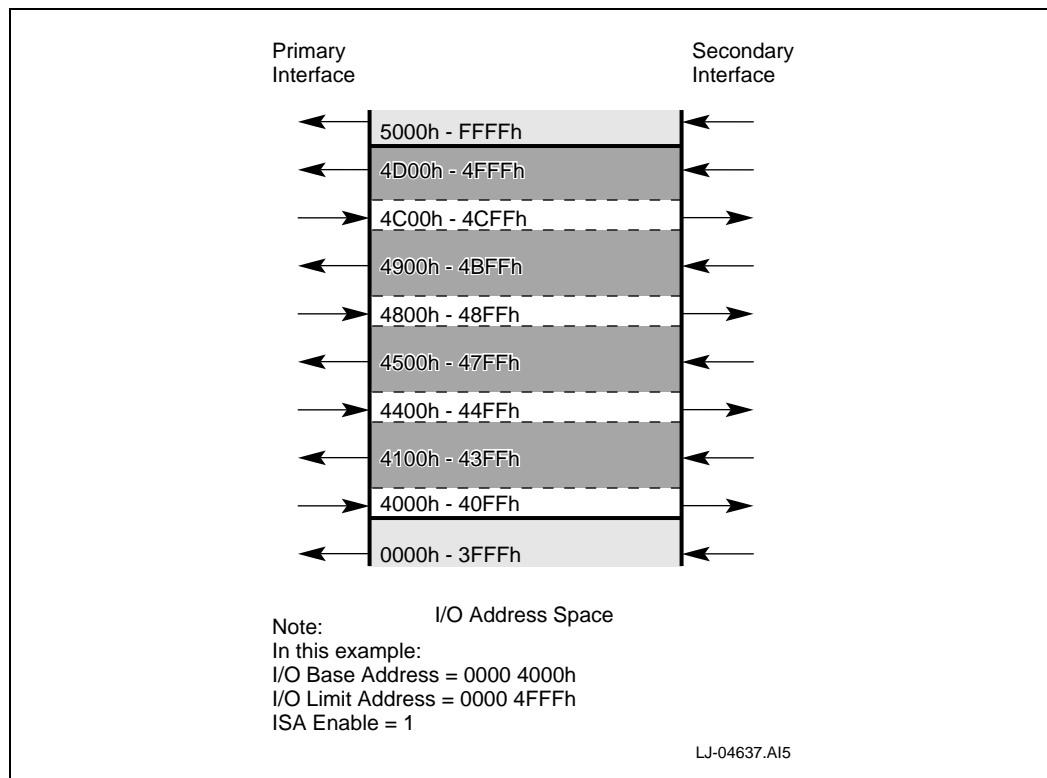 Primary
Interface
Secondary
Interface
5000h - FFFFh
4D00h - 4FFFh
4C00h - 4CFFh
4900h - 4BFFh
4800h - 48FFh
4500h - 47FFh
4400h - 44FFh
4100h - 43FFh
4000h - 40FFh
0000h - 3FFFh
I/O Address Space
Note:
In this example:
I/O Base Address = 0000 4000h
I/O Limit Address = 0000 4FFFh
ISA Enable = 1
LJ-04637.AI5